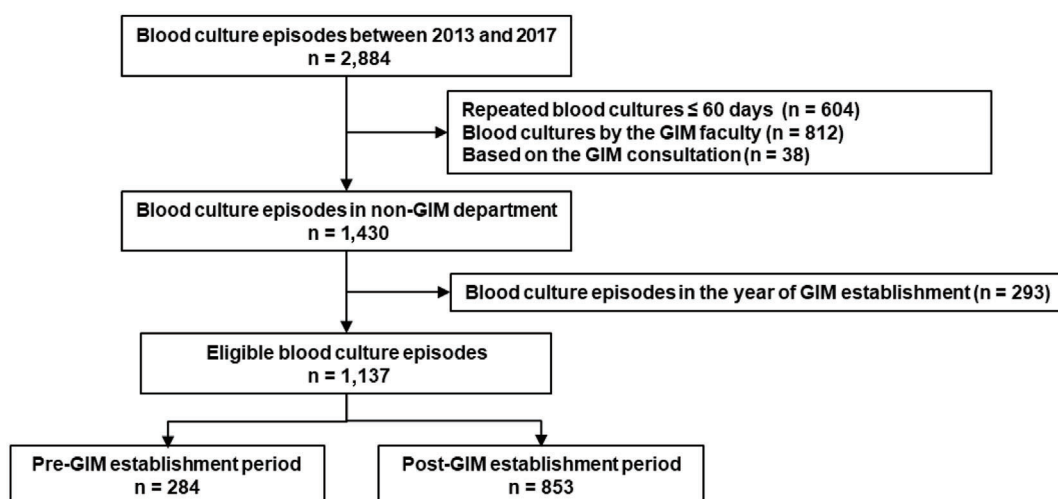 Blood culture episodes between 2013 and 2017
n = 2,884
Repeated blood cultures ≤ 60 days (n = 604)
Blood cultures by the GIM faculty (n = 812)
Based on the GIM consultation (n = 38)
Blood culture episodes in non-GIM department
n = 1,430
Blood culture episodes in the year of GIM establishment (n = 293)
Eligible blood culture episodes
n = 1,137
Pre-GIM establishment period
n = 284
Post-GIM establishment period
n = 853